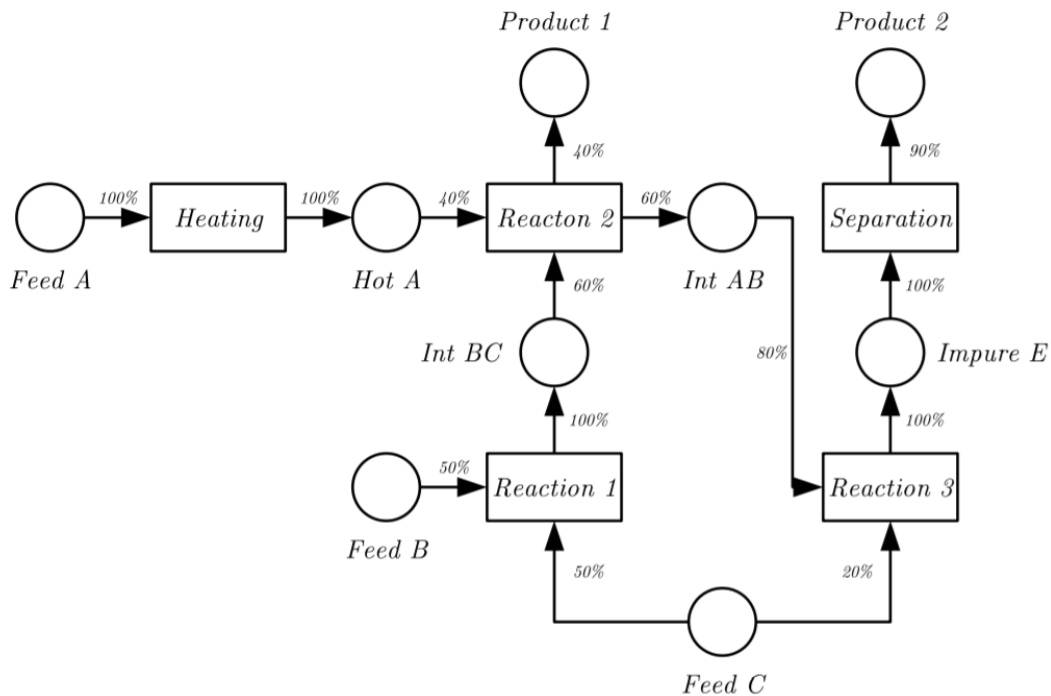 Product 1
Product 2
40%
90%
100%
Heating
100%
40%
Reacton 2
60%
Separation
Feed A
Hot A
60%
Int AB
100%
Int BC
80%
Impure E
100%
100%
50%
Reaction 1
Reaction 3
Feed B
50%
20%
Feed C